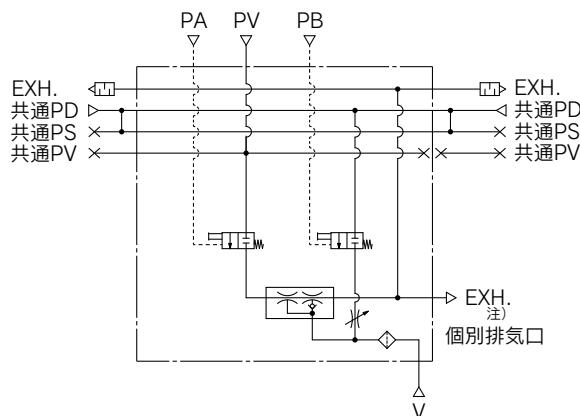 PA PV PB
EXH. EXH.
共通PD 共通PD
共通PS 共通PS
共通PV 共通PV
EXH.
注)
個別排気口
V